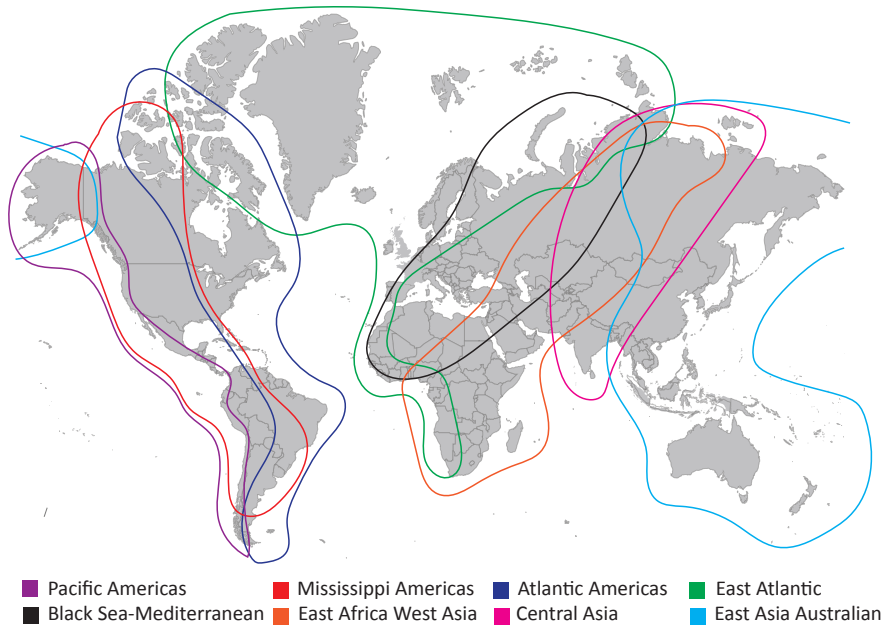 Pacific Americas Mississippi Americas Atlantic Americas East Atlantic
Black Sea-Mediterranean East Africa West Asia Central Asia East Asia Australian